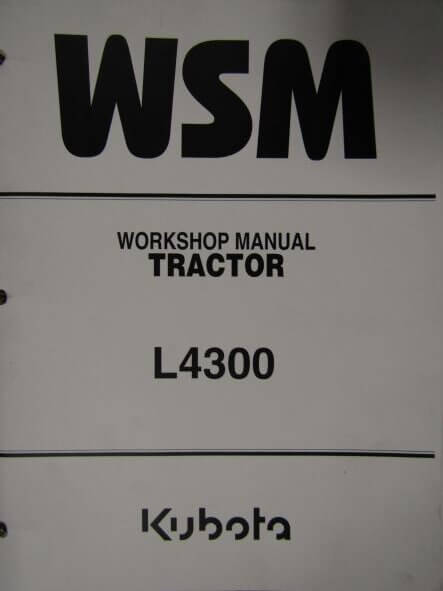 WSM
WORKSHOP MANUAL
TRACTOR
L4300
Kubota